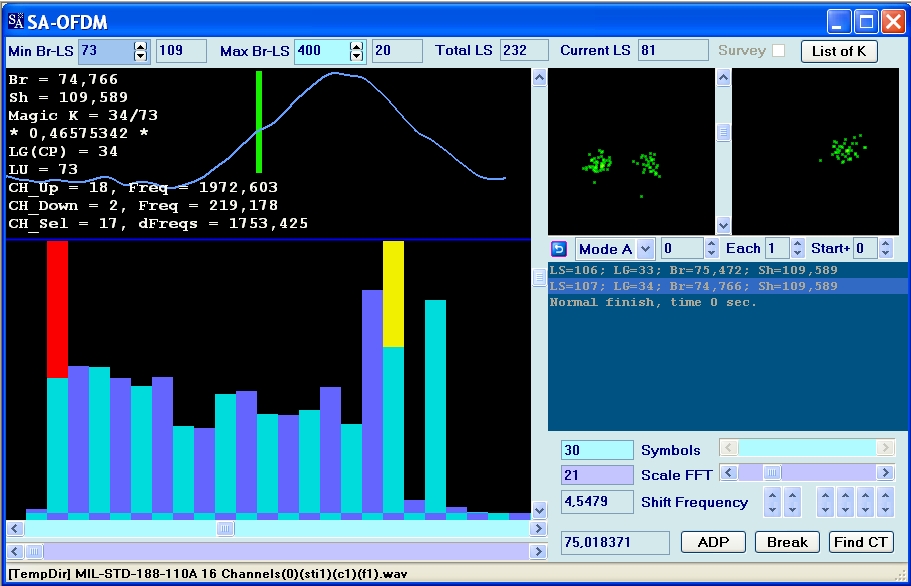 SA-OFDM
Min Br-LS 73 109 Max Br-LS 400 20 Total LS 232 Current LS 81 Survey List of K
Br = 74,766
Sh = 109,589
Magic K = 34/73
* 0,46575342 *
LG(CP) = 34
LU = 73
CH_Up = 18, Freq = 1972,603
CH_Down = 2, Freq = 219,178
CH_Sel = 17, dFreqs = 1753,425
Mode A 0 Each 1 Start+ 0
LS=106; LG=33; Br=75,472; Sh=109,589
LS=107; LG=34; Br=74,766; Sh=109,589
Normal finish, time 0 sec.
30 Symbols
21 Scale FFT
4,5479 Shift Frequency
75,018371 ADP Break Find CT
[TempDir] MIL-STD-188-110A 16 Channels(0)(sti1)(c1)(f1).wav